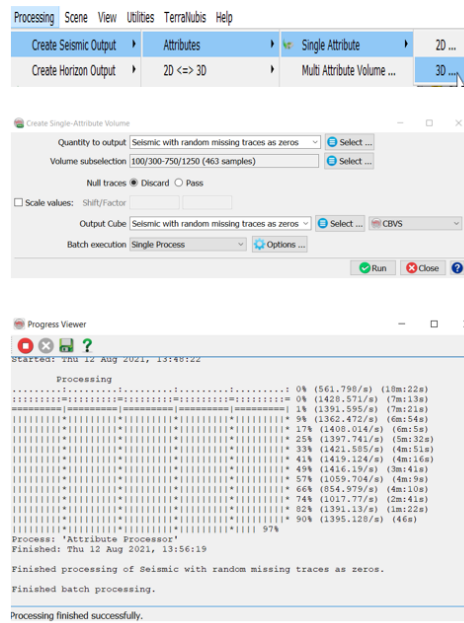 Processing Scene View Utilities TerraNubis Help
Create Seismic Output Attributes Single Attribute 2D ...
Create Horizon Output 2D <=> 3D Multi Attribute Volume ... 3D ...
Create Single-Attribute Volume
Quantity to output Seismic with random missing traces as zeros Select ...
Volume subselection 100/300-750/1250 (463 samples) Select ...
Null traces Discard Pass
Scale values: Shift/Factor
Output Cube Seismic with random missing traces as zeros Select ... CBVS
Batch execution Single Process Options ...
Run Close ?
Progress Viewer
?
Started: Thu 12 Aug 2021, 13:48:22
Processing
.........:.........:.........:.........:.........: 0% (561.798/s) (18m:22s)
:::::::::=:::::::::=:::::::::=:::::::::=:::::::::= 0% (1428.571/s) (7m:13s)
=========|=========|=========|=========|=========| 1% (1391.595/s) (7m:21s)
|||||||||*|||||||||*|||||||||*|||||||||*|||||||||* 9% (1362.472/s) (6m:54s)
|||||||||*|||||||||*|||||||||*|||||||||*|||||||||* 17% (1408.014/s) (6m:5s)
|||||||||*|||||||||*|||||||||*|||||||||*|||||||||* 25% (1397.741/s) (5m:32s)
|||||||||*|||||||||*|||||||||*|||||||||*|||||||||* 33% (1421.585/s) (4m:51s)
|||||||||*|||||||||*|||||||||*|||||||||*|||||||||* 41% (1419.124/s) (4m:16s)
|||||||||*|||||||||*|||||||||*|||||||||*|||||||||* 49% (1416.19/s) (3m:41s)
|||||||||*|||||||||*|||||||||*|||||||||*|||||||||* 57% (1059.704/s) (4m:9s)
|||||||||*|||||||||*|||||||||*|||||||||*|||||||||* 66% (854.979/s) (4m:10s)
|||||||||*|||||||||*|||||||||*|||||||||*|||||||||* 74% (1017.77/s) (2m:41s)
|||||||||*|||||||||*|||||||||*|||||||||*|||||||||* 82% (1391.13/s) (1m:22s)
|||||||||*|||||||||*|||||||||*|||||||||*|||||||||* 90% (1395.128/s) (46s)
|||||||||*|||||||||*|||||||||*|||||||||*|||| 97%
Process: 'Attribute Processor'
Finished: Thu 12 Aug 2021, 13:56:19
Finished processing of Seismic with random missing traces as zeros.
Finished batch processing.
Processing finished successfully.